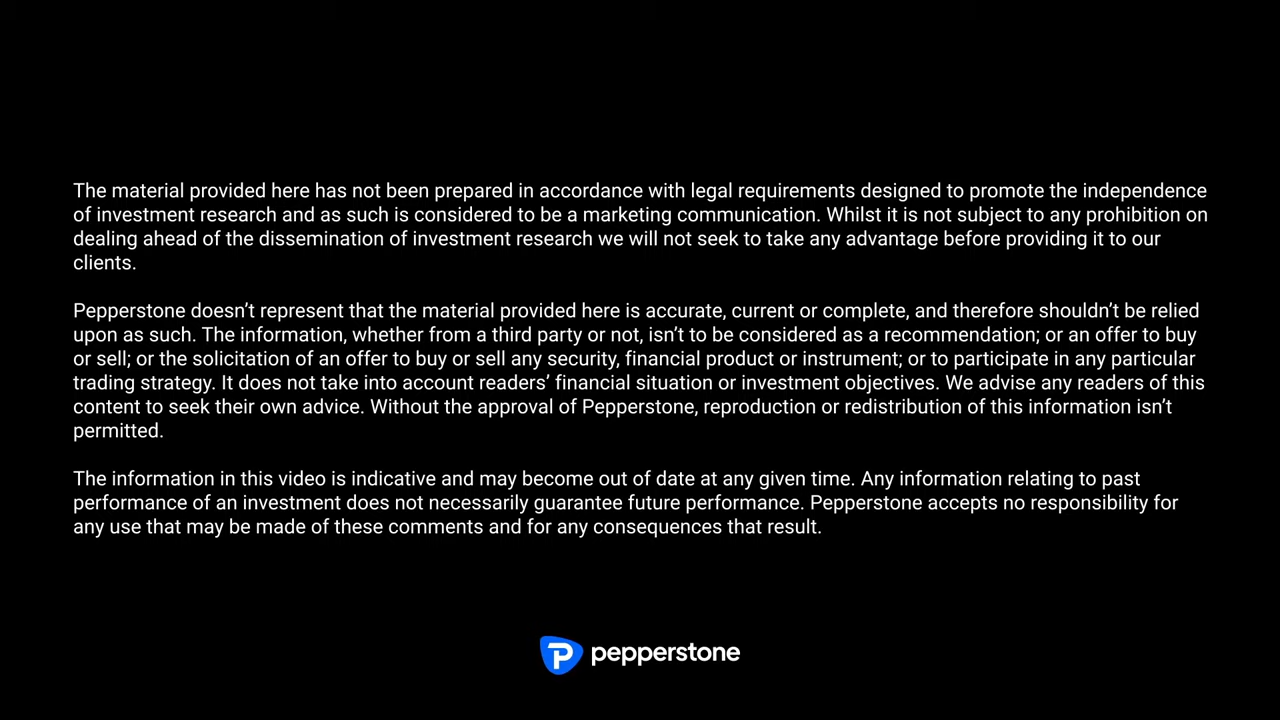 The material provided here has not been prepared in accordance with legal requirements designed to promote the independence
of investment research and as such is considered to be a marketing communication. Whilst it is not subject to any prohibition on
dealing ahead of the dissemination of investment research we will not seek to take any advantage before providing it to our
clients.
Pepperstone doesn’t represent that the material provided here is accurate, current or complete, and therefore shouldn’t be relied
upon as such. The information, whether from a third party or not, isn’t to be considered as a recommendation; or an offer to buy
or sell; or the solicitation of an offer to buy or sell any security, financial product or instrument; or to participate in any particular
trading strategy. It does not take into account readers’ financial situation or investment objectives. We advise any readers of this
content to seek their own advice. Without the approval of Pepperstone, reproduction or redistribution of this information isn’t
permitted.
The information in this video is indicative and may become out of date at any given time. Any information relating to past
performance of an investment does not necessarily guarantee future performance. Pepperstone accepts no responsibility for
any use that may be made of these comments and for any consequences that result.
P pepperstone